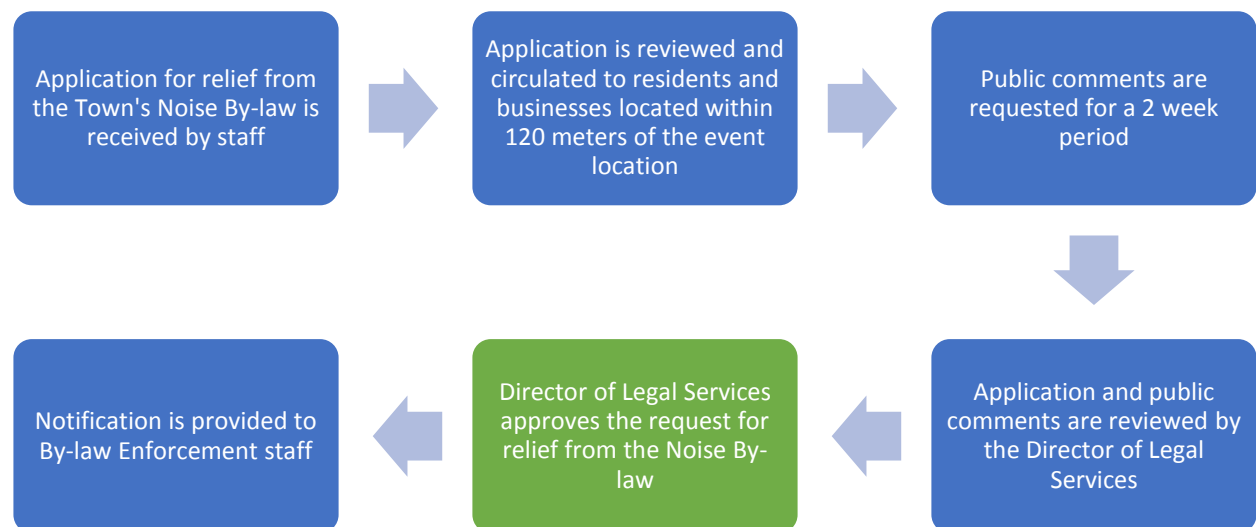 Application for relief from
the Town's Noise By-law is
received by staff
Application is reviewed and
circulated to residents and
businesses located within
120 meters of the event
location
Public comments are
requested for a 2 week
period
Application and public
comments are reviewed by
the Director of Legal
Services
Director of Legal Services
approves the request for
relief from the Noise By-
law
Notification is provided to
By-law Enforcement staff